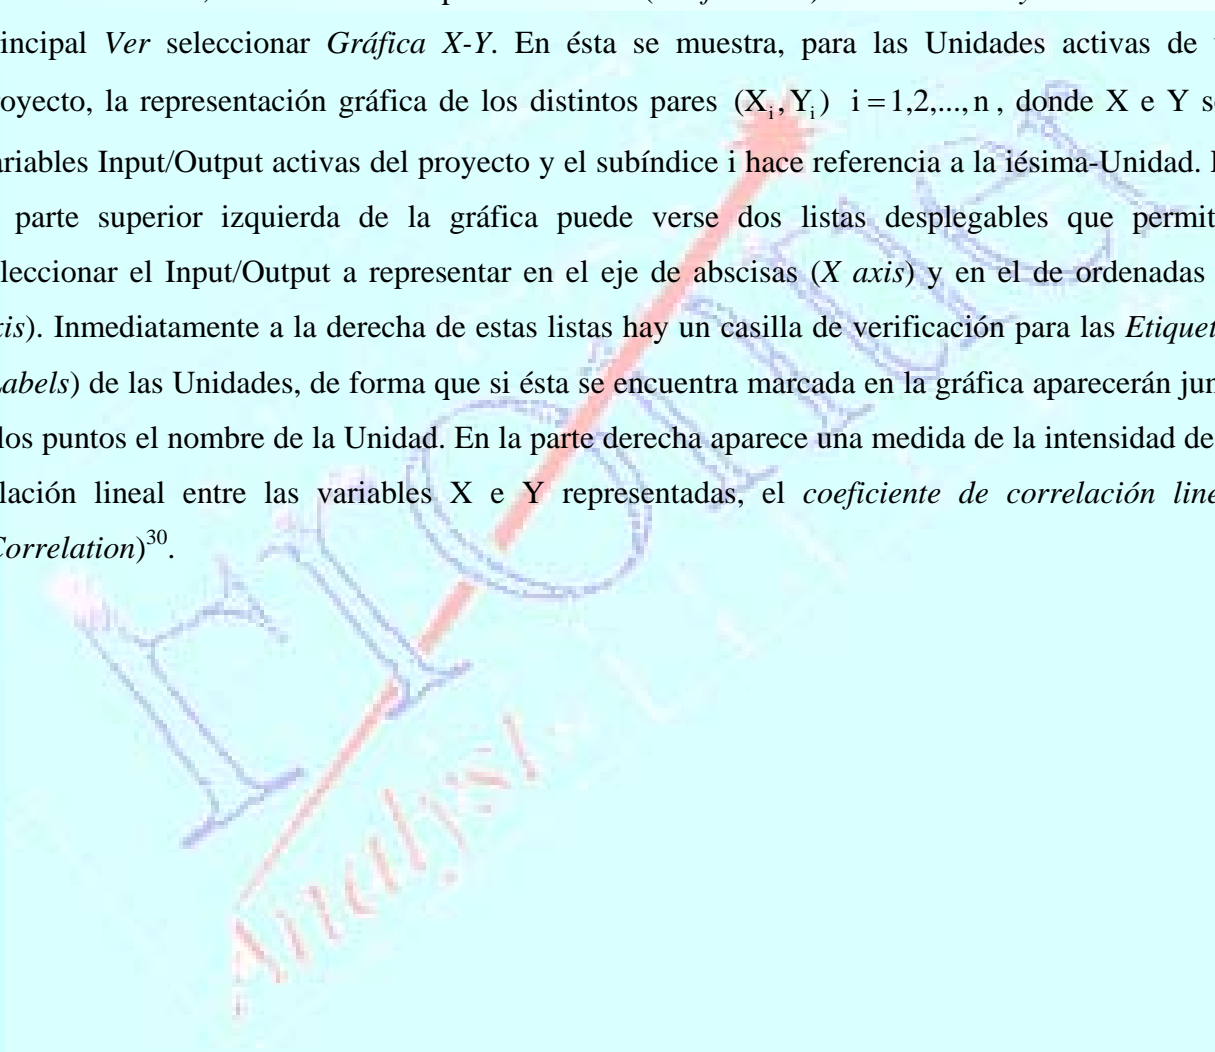 incipal Ver seleccionar Gráfica X-Y. En ésta se muestra, para las Unidades activas de
oyecto, la representación gráfica de los distintos pares (Xi, Yi) i = 1,2,..., n , donde X e Y
riables Input/Output activas del proyecto y el subíndice i hace referencia a la iésima-Unidad.
parte superior izquierda de la gráfica puede verse dos listas desplegables que permit
leccionar el Input/Output a representar en el eje de abscisas (X axis) y en el de ordenadas
is). Inmediatamente a la derecha de estas listas hay un casilla de verificación para las Etiquet
abels) de las Unidades, de forma que si ésta se encuentra marcada en la gráfica aparecerán jun
los puntos el nombre de la Unidad. En la parte derecha aparece una medida de la intensidad de
lación lineal entre las variables X e Y representadas, el coeficiente de correlación line
Correlation)30.
Frontier
Analyst